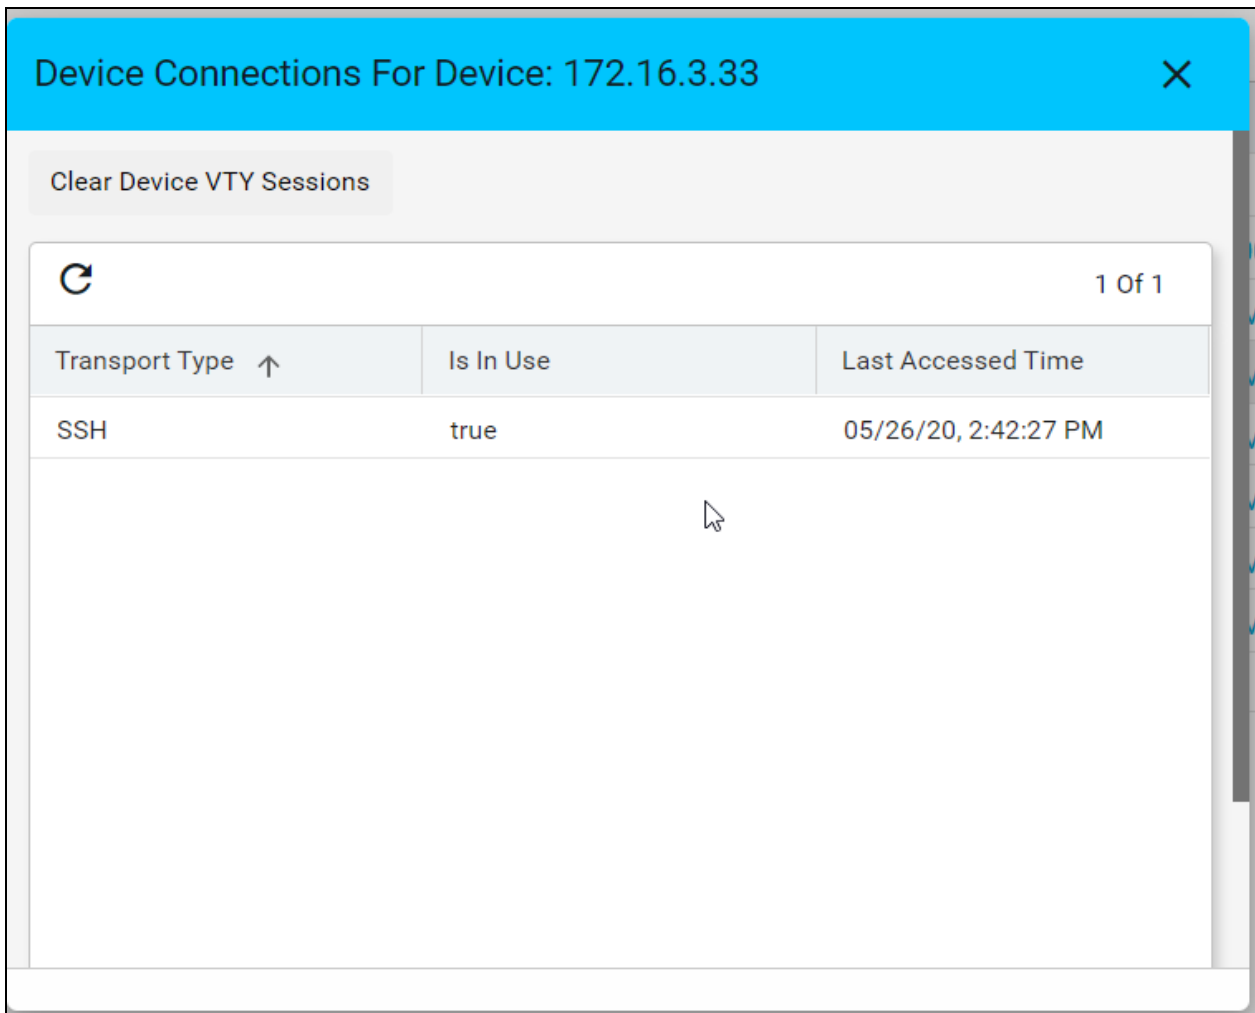 Device Connections For Device: 172.16.3.33
Clear Device VTY Sessions
1 Of 1
Transport Type Is In Use Last Accessed Time
SSH true 05/26/20, 2:42:27 PM